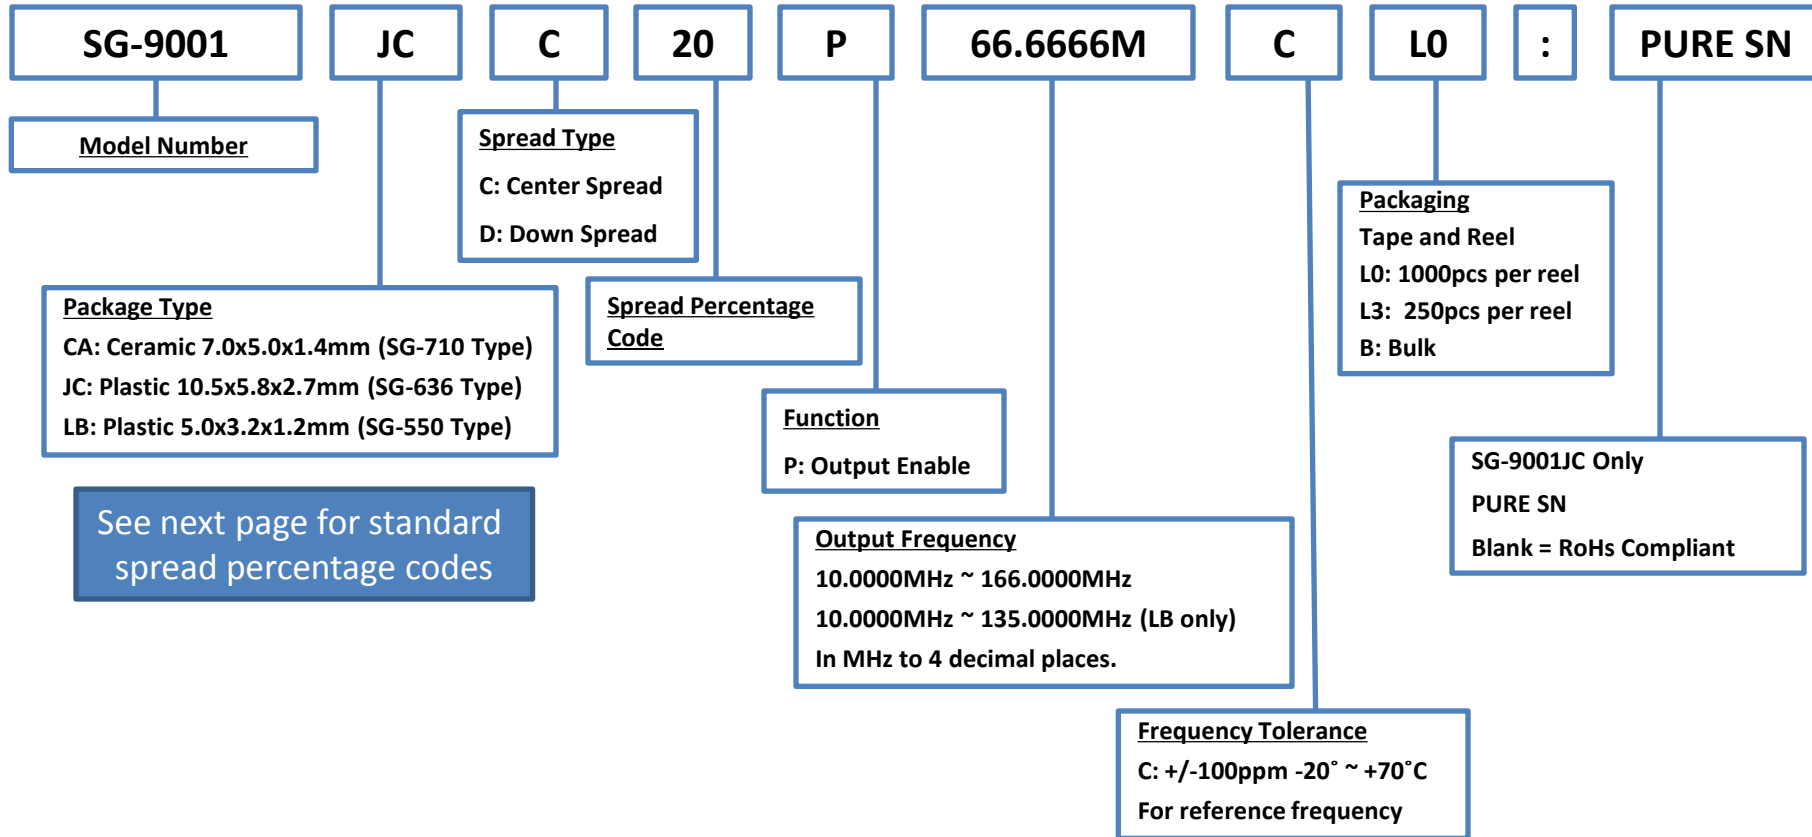 SG-9001 JC C 20 P 66.6666M C L0 : PURE SN
Model Number
Spread Type
C: Center Spread
D: Down Spread
Packaging
Tape and Reel
L0: 1000pcs per reel
L3: 250pcs per reel
B: Bulk
Package Type
CA: Ceramic 7.0x5.0x1.4mm (SG-710 Type)
JC: Plastic 10.5x5.8x2.7mm (SG-636 Type)
LB: Plastic 5.0x3.2x1.2mm (SG-550 Type)
Spread Percentage
Code
Function
P: Output Enable
SG-9001JC Only
PURE SN
Blank = RoHs Compliant
See next page for standard
spread percentage codes
Output Frequency
10.0000MHz ~ 166.0000MHz
10.0000MHz ~ 135.0000MHz (LB only)
In MHz to 4 decimal places.
Frequency Tolerance
C: +/-100ppm -20˚ ~ +70˚C
For reference frequency